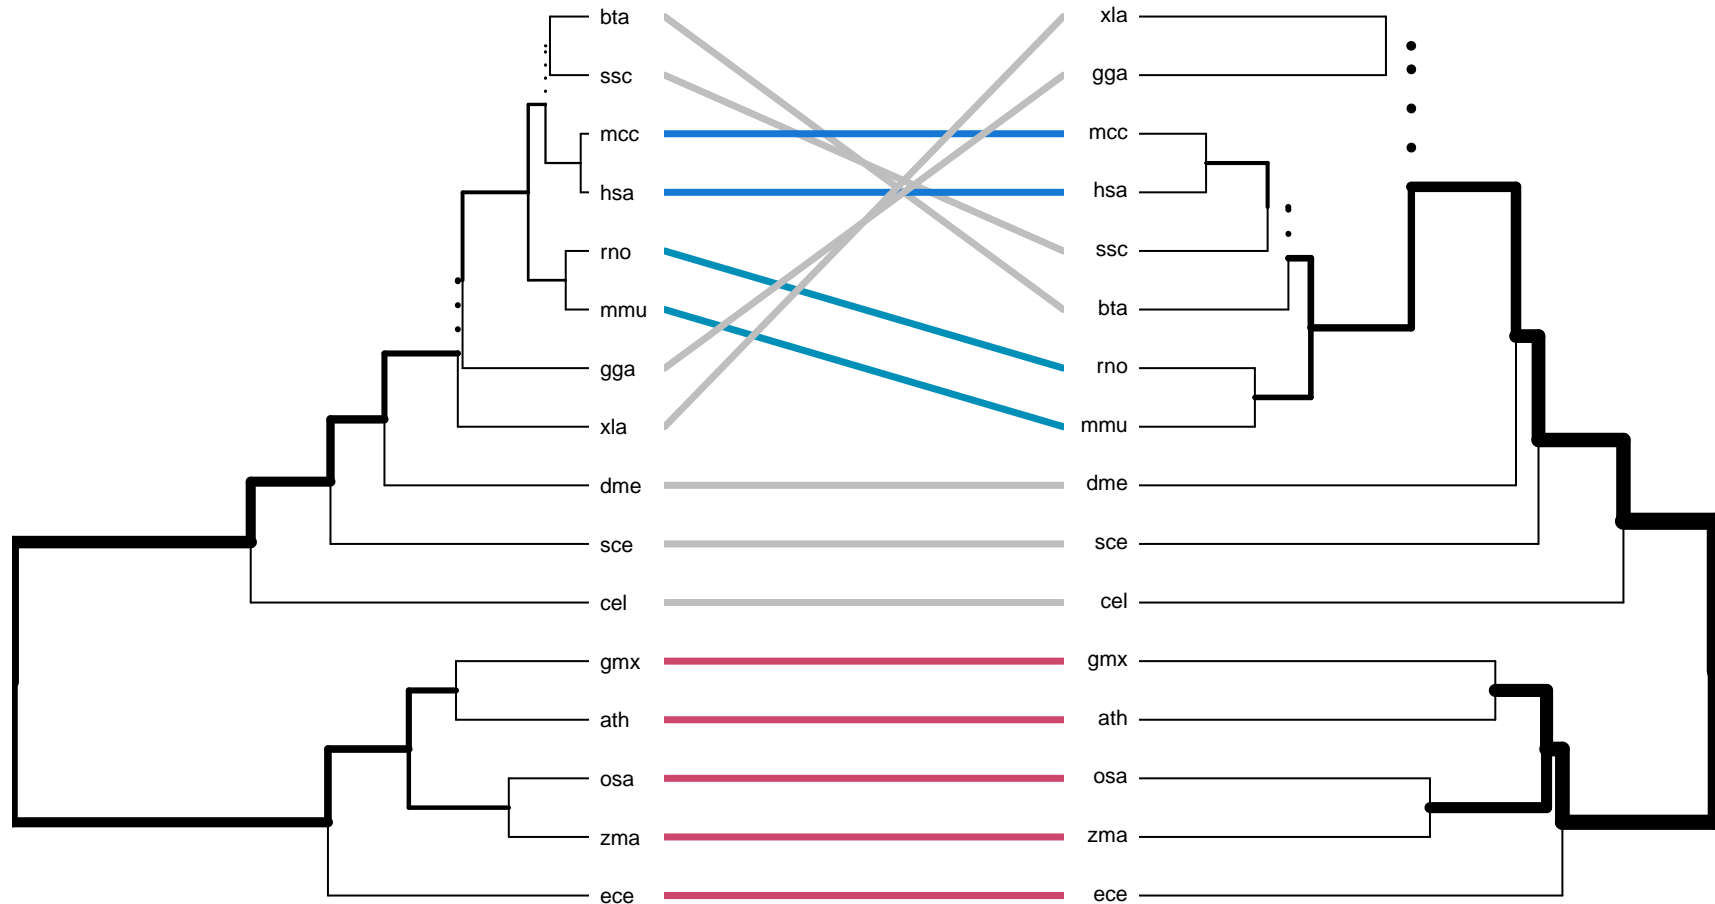 bta xla
ssc gga
mcc mcc
hsa hsa
rno ssc
mmu bta
gga rno
xla mmu
dme dme
sce sce
cel cel
gmx gmx
ath ath
osa osa
zma zma
ece ece